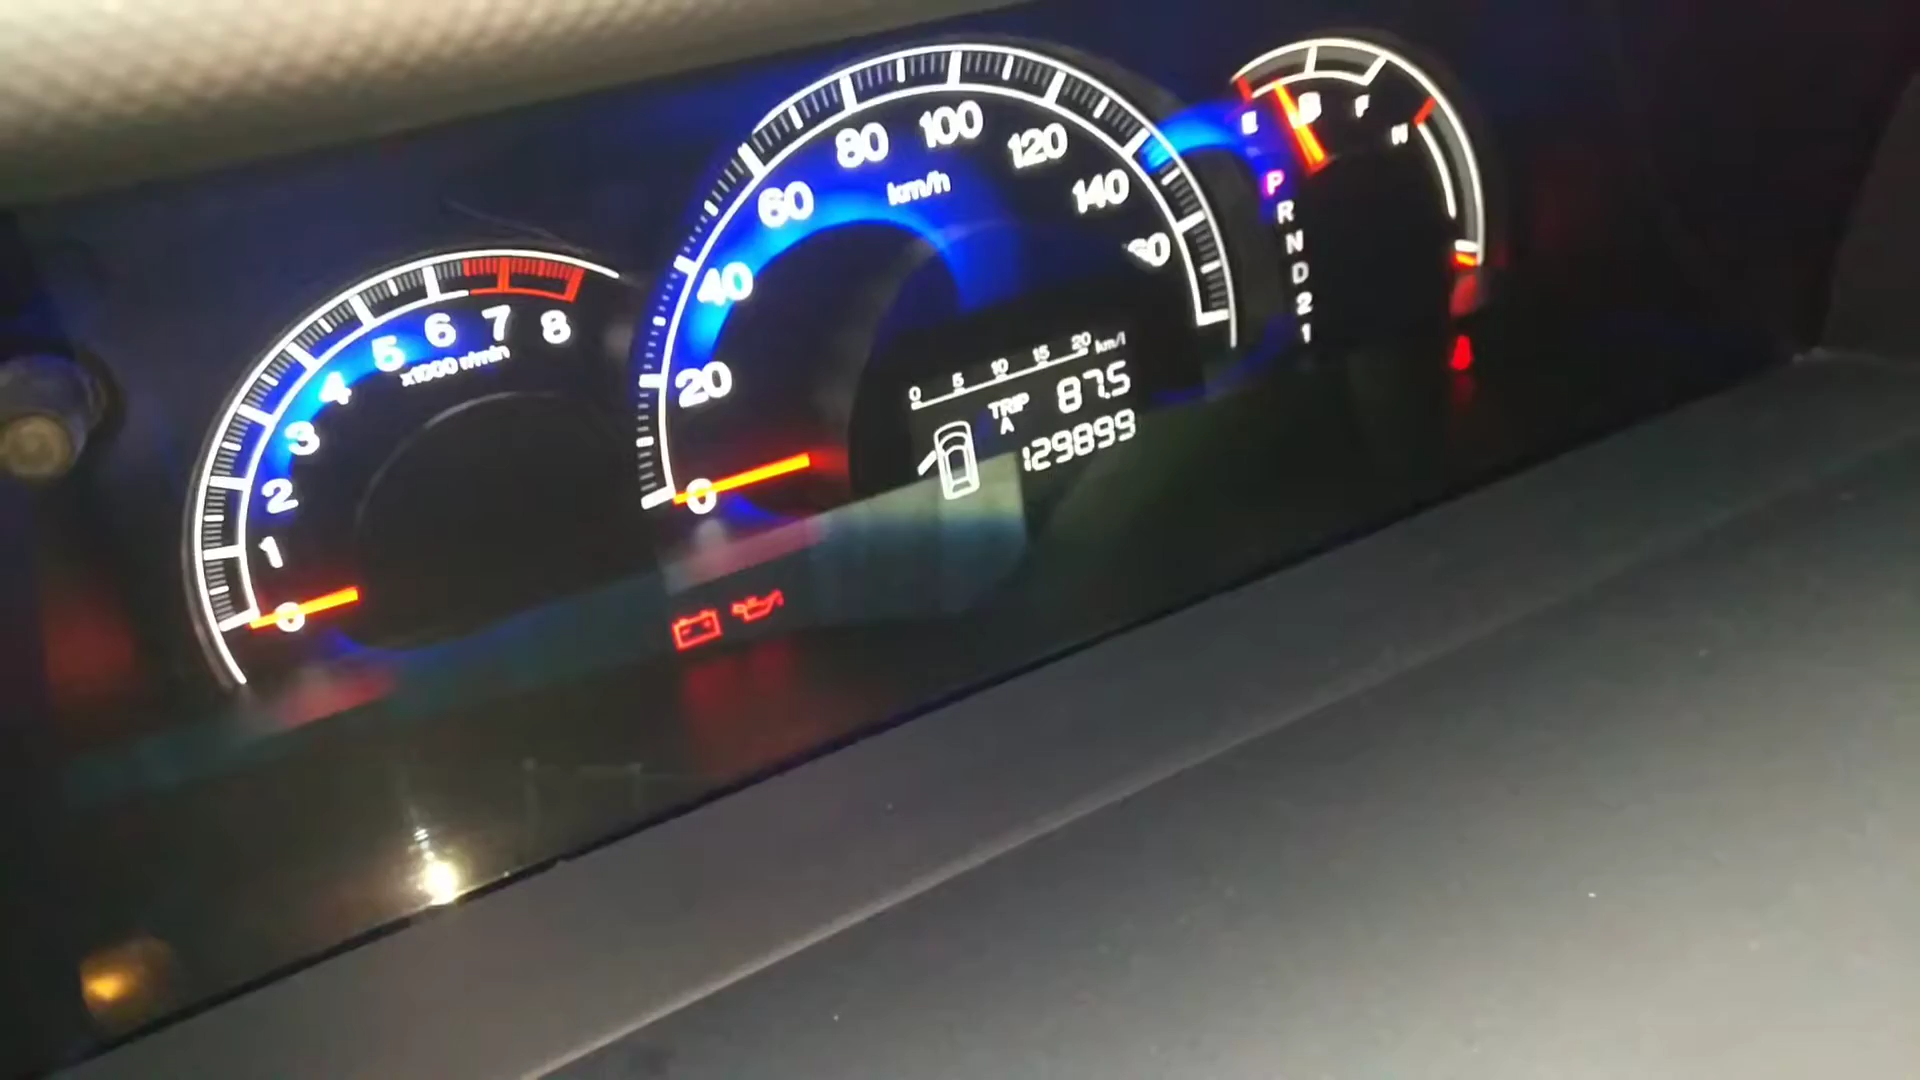 0 1 2 3 4 5 6 7 8
x1000 r/min
0 20 40 60 80 100 120 140
km/h
0 5 10 15 20 km/l
TRIP A 87.5
129899
E F
H
P
R
N
D
2
1